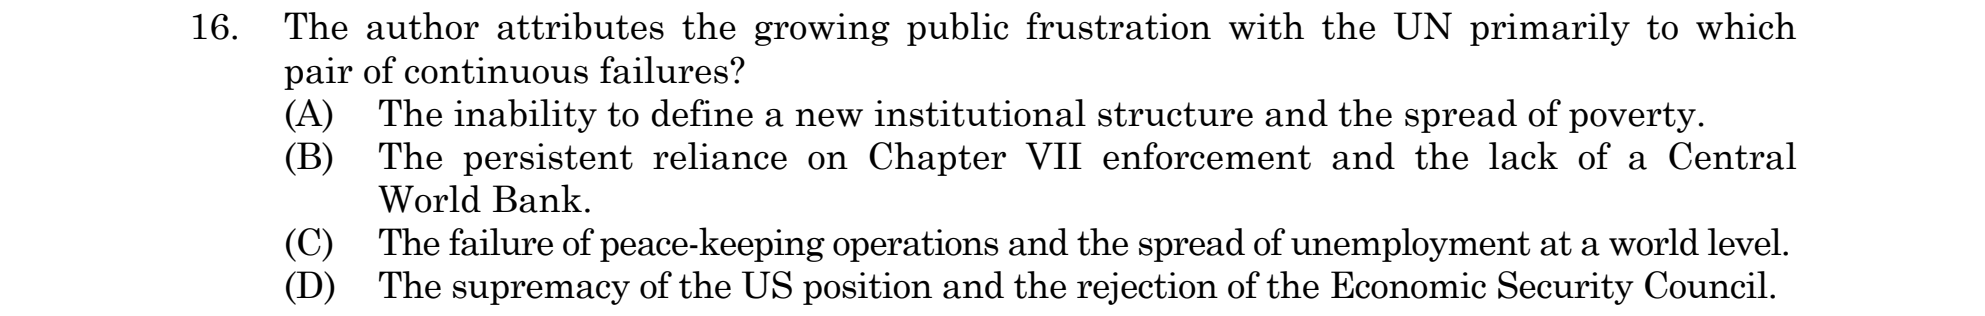 16. The author attributes the growing public frustration with the UN primarily to which
pair of continuous failures?
(A) The inability to define a new institutional structure and the spread of poverty.
(B) The persistent reliance on Chapter VII enforcement and the lack of a Central
World Bank.
(C) The failure of peace-keeping operations and the spread of unemployment at a world level.
(D) The supremacy of the US position and the rejection of the Economic Security Council.